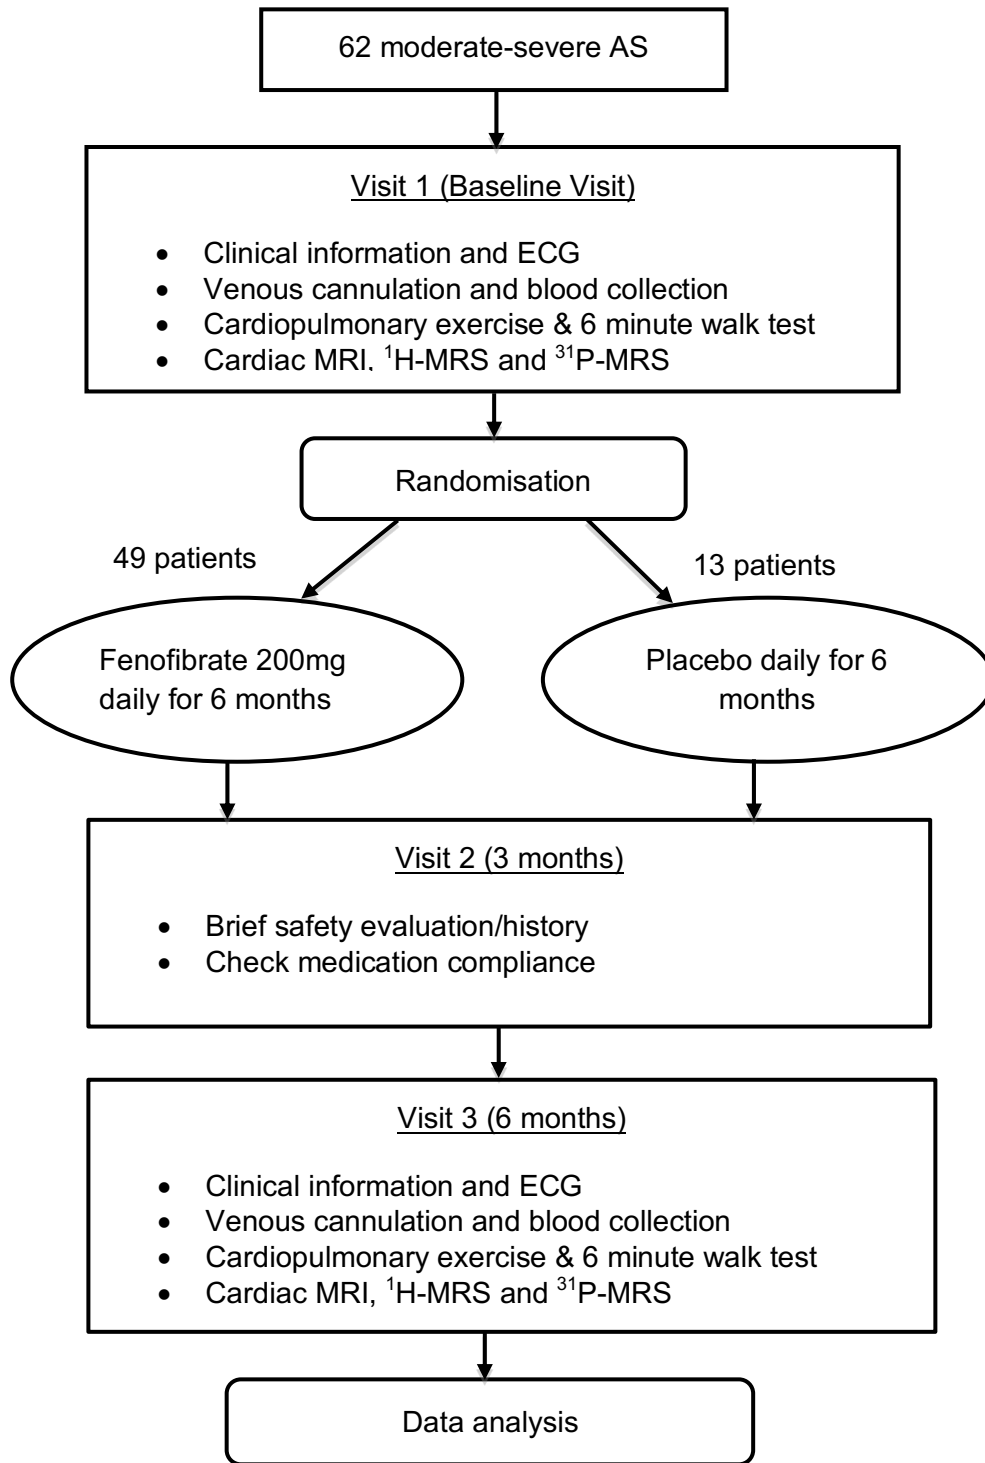 62 moderate-severe AS
Visit 1 (Baseline Visit)
• Clinical information and ECG
• Venous cannulation and blood collection
• Cardiopulmonary exercise & 6 minute walk test
• Cardiac MRI, ¹H-MRS and ³¹P-MRS
Randomisation
49 patients
13 patients
Fenofibrate 200mg
daily for 6 months
Placebo daily for 6
months
Visit 2 (3 months)
• Brief safety evaluation/history
• Check medication compliance
Visit 3 (6 months)
• Clinical information and ECG
• Venous cannulation and blood collection
• Cardiopulmonary exercise & 6 minute walk test
• Cardiac MRI, ¹H-MRS and ³¹P-MRS
Data analysis